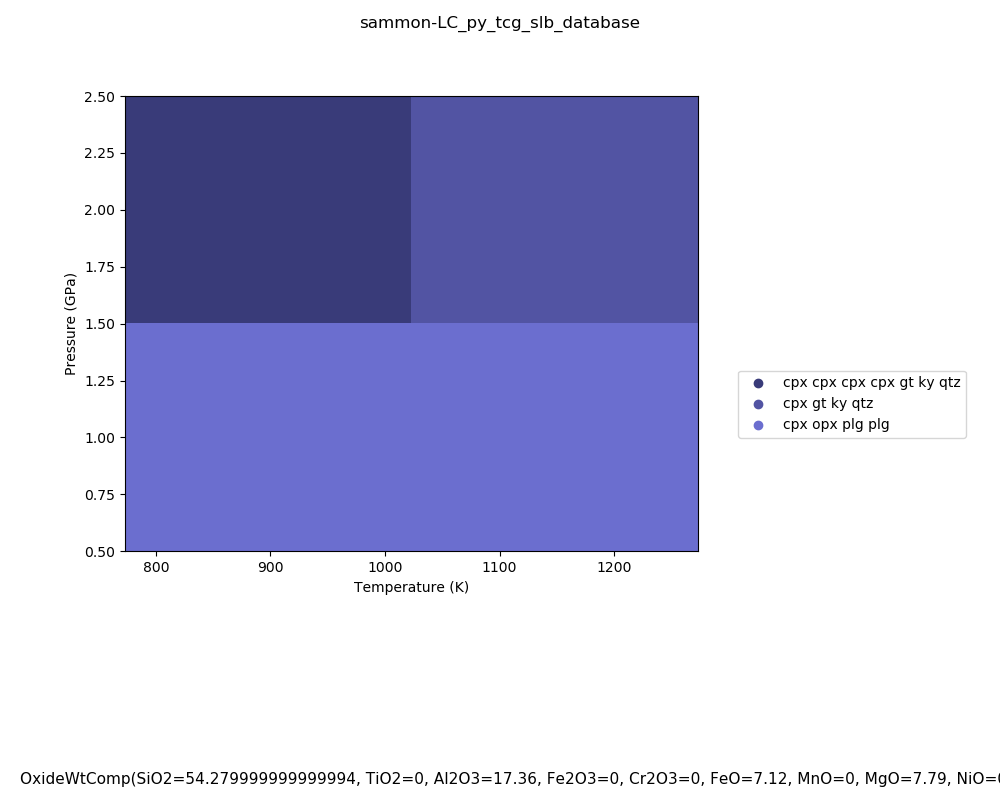 sammon-LC_py_tcg_slb_database
2.50
2.25
2.00
1.75
1.50
1.25
1.00
0.75
0.50
Pressure (GPa)
800 900 1000 1100 1200
Temperature (K)
cpx cpx cpx cpx gt ky qtz
cpx gt ky qtz
cpx opx plg plg
OxideWtComp(SiO2=54.279999999999994, TiO2=0, Al2O3=17.36, Fe2O3=0, Cr2O3=0, FeO=7.12, MnO=0, MgO=7.79, NiO=